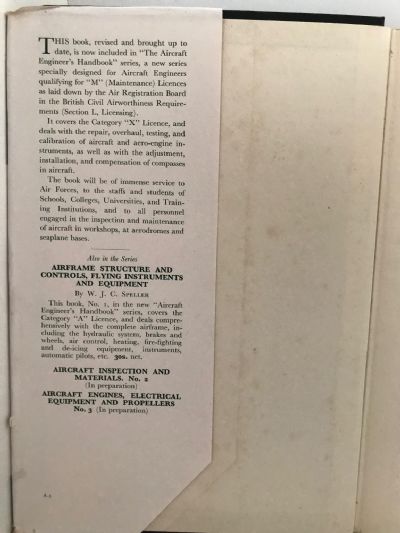 THIS book, revised and brought up to
date, is now included in "The Aircraft
Engineer's Handbook" series, a new series
specially designed for Aircraft Engineers
qualifying for "M" (Maintenance) Licences
as laid down by the Air Registration Board
in the British Civil Airworthiness Require-
ments (Section L, Licensing).
It covers the Category "X" Licence, and
deals with the repair, overhaul, testing, and
calibration of aircraft and aero-engine in-
struments, as well as with the adjustment,
installation, and compensation of compasses
in aircraft.
The book will be of immense service to
Air Forces, to the staffs and students of
Schools, Colleges, Universities, and Train-
ing Institutions, and to all personnel
engaged in the inspection and maintenance
of aircraft in workshops, at aerodromes and
seaplane bases.
Also in the Series
AIRFRAME STRUCTURE AND
CONTROLS, FLYING INSTRUMENTS
AND EQUIPMENT
By W. J. C. SPELLER
This book, No. 1, in the new "Aircraft
Engineer's Handbook" series, covers the
Category "A" Licence, and deals compre-
hensively with the complete airframe, in-
cluding the hydraulic system, brakes and
wheels, air control, heating, fire-fighting
and de-icing equipment, instruments,
automatic pilots, etc. 30s. net.
AIRCRAFT INSPECTION AND
MATERIALS. No. 2
(In preparation)
AIRCRAFT ENGINES, ELECTRICAL
EQUIPMENT AND PROPELLERS
No. 3 (In preparation)